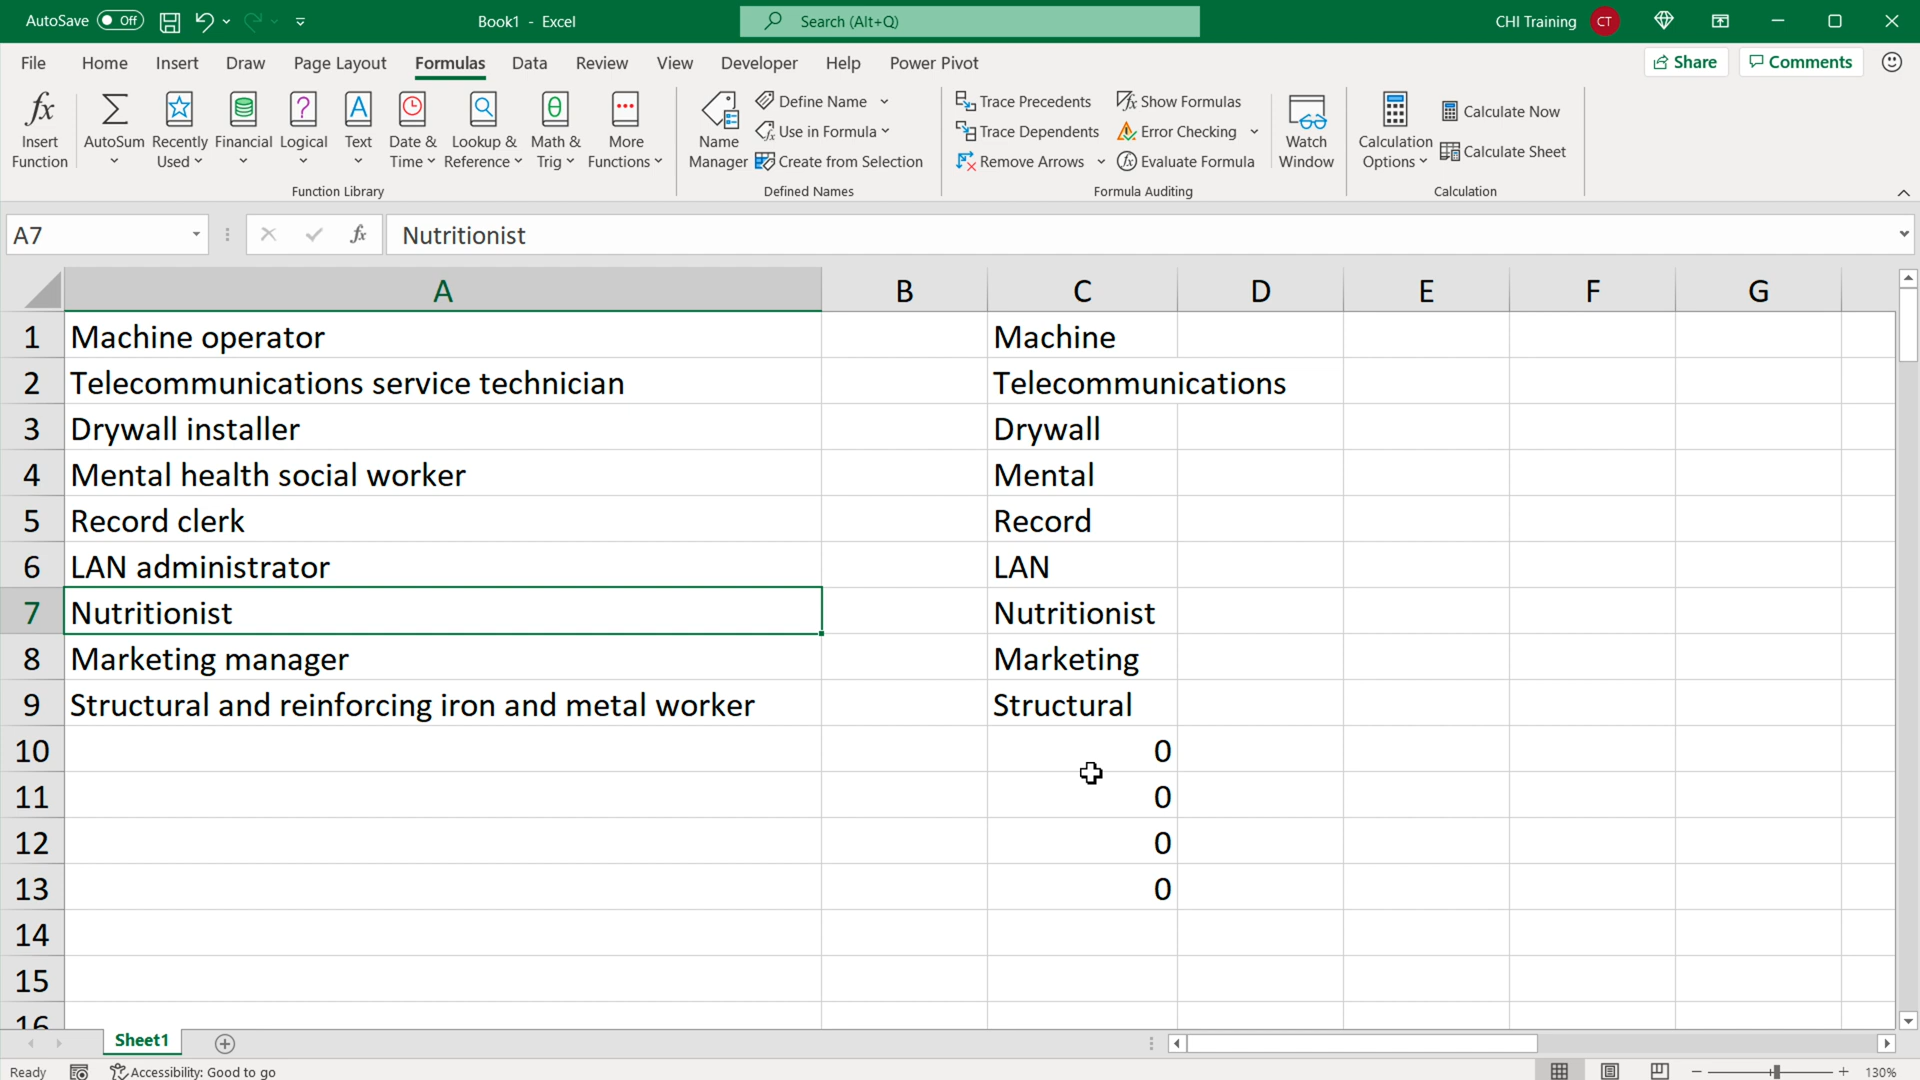 AutoSave Off Book1 - Excel Search (Alt+Q) CHI Training CT
File Home Insert Draw Page Layout Formulas Data Review View Developer Help Power Pivot Share Comments
Insert Function AutoSum Recently Used Financial Logical Text Date & Time Lookup & Reference Math & Trig More Functions
Function Library
Name Manager Define Name Use in Formula Create from Selection
Defined Names
Trace Precedents Show Formulas
Trace Dependents Error Checking
Remove Arrows Evaluate Formula
Formula Auditing
Watch Window
Calculation Options Calculate Now Calculate Sheet
Calculation
A7 fx Nutritionist
A B C D E F G
1 Machine operator Machine
2 Telecommunications service technician Telecommunications
3 Drywall installer Drywall
4 Mental health social worker Mental
5 Record clerk Record
6 LAN administrator LAN
7 Nutritionist Nutritionist
8 Marketing manager Marketing
9 Structural and reinforcing iron and metal worker Structural
10 0
11 0
12 0
13 0
14
15
16
Sheet1
Ready Accessibility: Good to go 130%